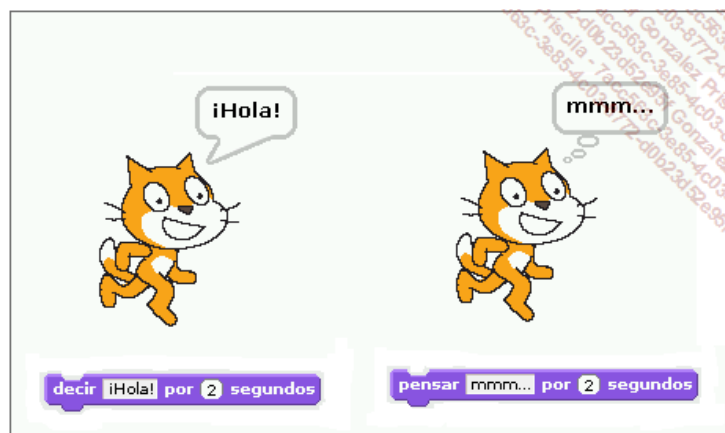 ¡Hola!
mmm...
decir ¡Hola! por 2 segundos
pensar mmm... por 2 segundos